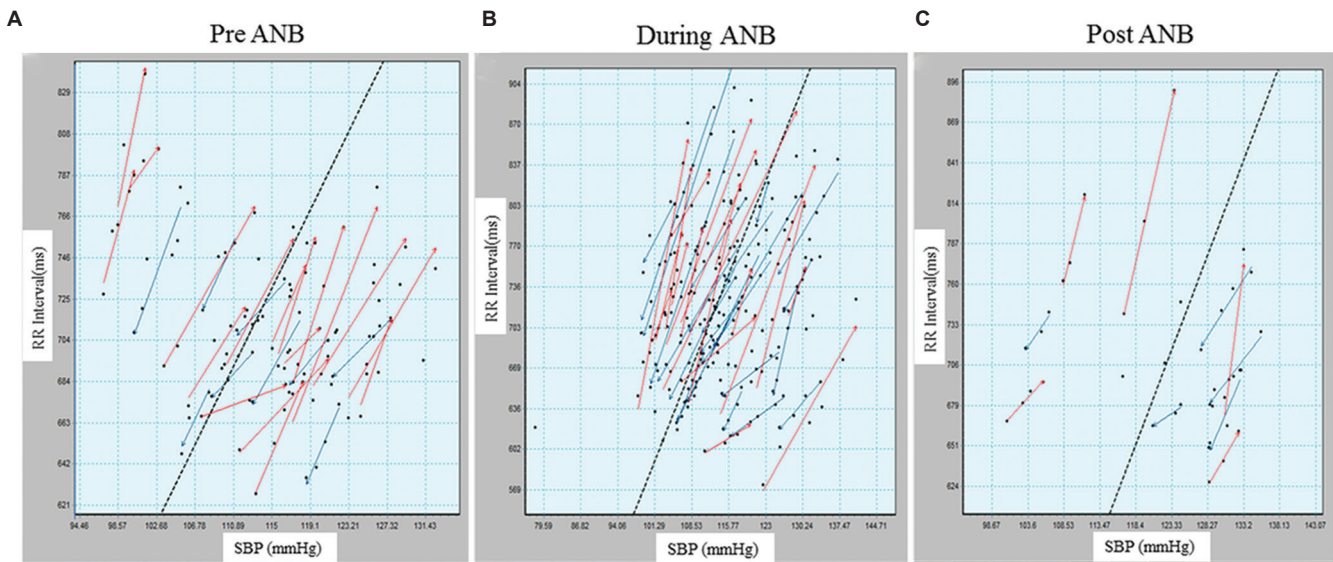 A
Pre ANB
RR Interval(ms)
829
808
787
766
746
725
704
684
663
642
621
94.46 98.57 102.68 106.78 110.89 115 119.1 123.21 127.32 131.43
SBP (mmHg)
B
During ANB
RR Interval(ms)
904
870
837
803
770
736
703
669
636
602
569
79.59 86.82 94.06 101.29 108.53 115.77 123 130.24 137.47 144.71
SBP (mmHg)
C
Post ANB
RR Interval(ms)
896
869
841
814
787
760
733
706
679
651
624
98.67 103.6 108.53 113.47 118.4 123.33 128.27 133.2 138.13 143.07
SBP (mmHg)